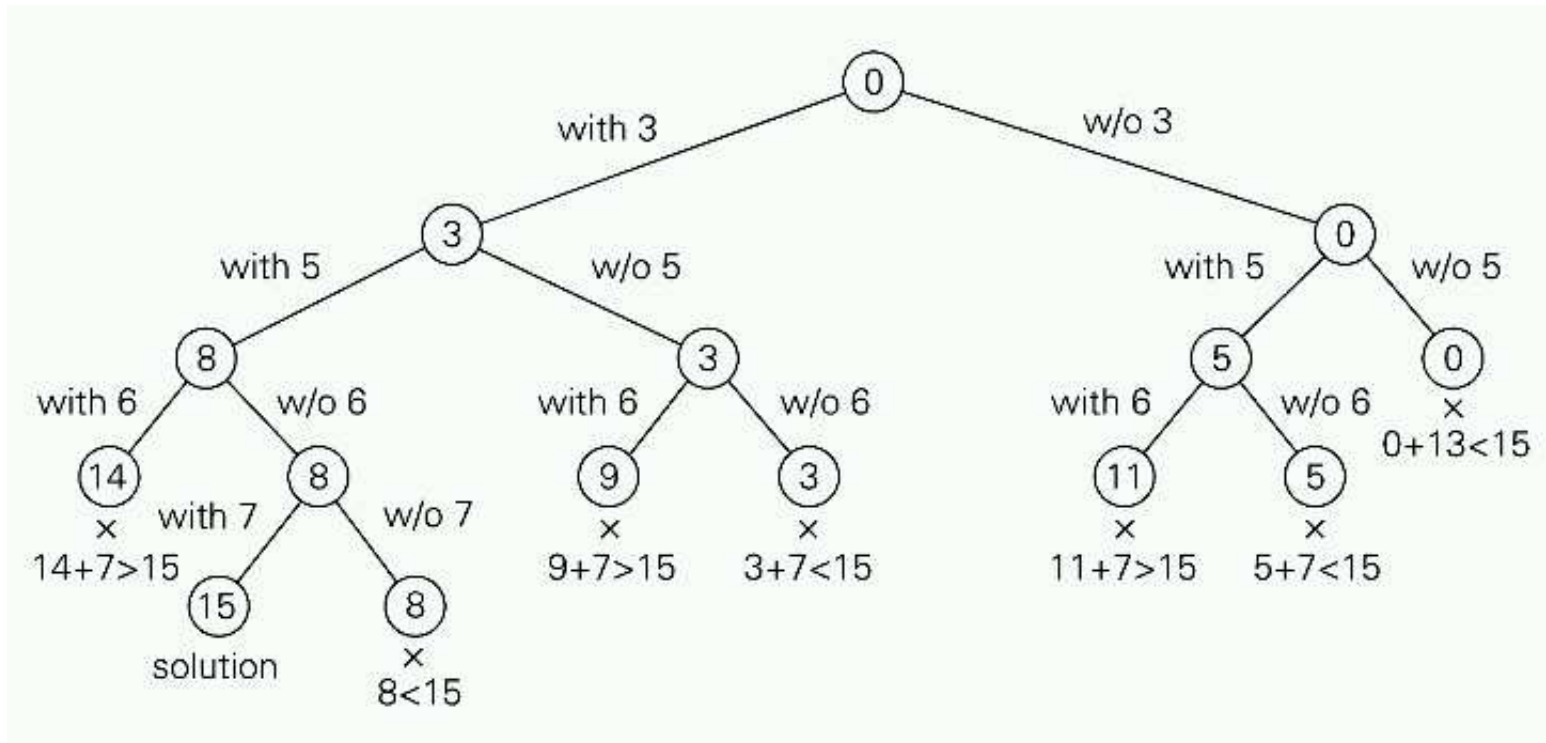 0
with 3
w/o 3
3
0
with 5
w/o 5
with 5
w/o 5
8
3
5
0
with 6
w/o 6
with 6
w/o 6
with 6
w/o 6
×
0+13<15
14
8
9
3
11
5
×
with 7
w/o 7
×
×
×
×
14+7>15
9+7>15
3+7<15
11+7>15
5+7<15
15
8
solution
×
8<15